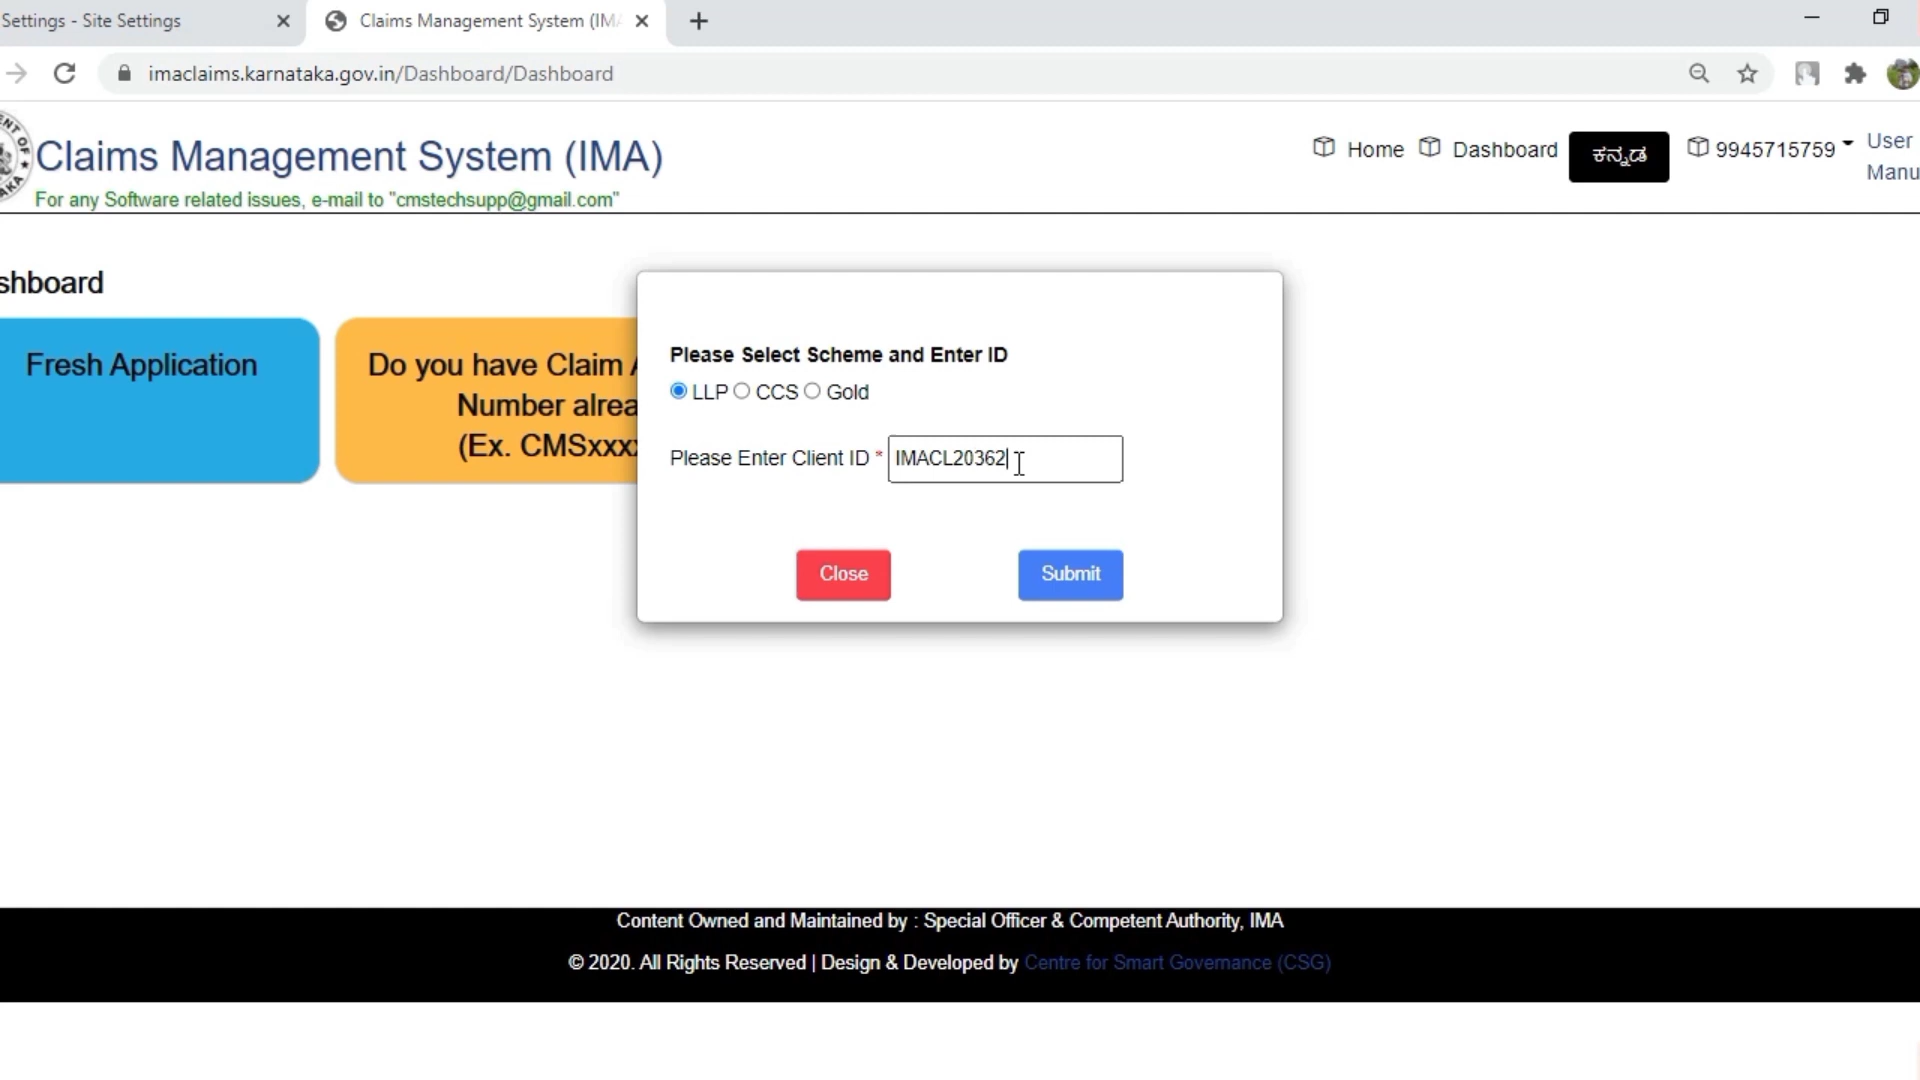 Settings - Site Settings
Claims Management System (IMA
imaclaims.karnataka.gov.in/Dashboard/Dashboard
Claims Management System (IMA)
For any Software related issues, e-mail to "cmstechsupp@gmail.com"
Home Dashboard ಕನ್ನಡ 9945715759 User
Manu
shboard
Fresh Application
Do you have Claim A
Number alrea
(Ex. CMSxxxx
Please Select Scheme and Enter ID
LLP CCS Gold
Please Enter Client ID * IMACL20362
Close Submit
Content Owned and Maintained by : Special Officer & Competent Authority, IMA
© 2020. All Rights Reserved | Design & Developed by Centre for Smart Governance (CSG)